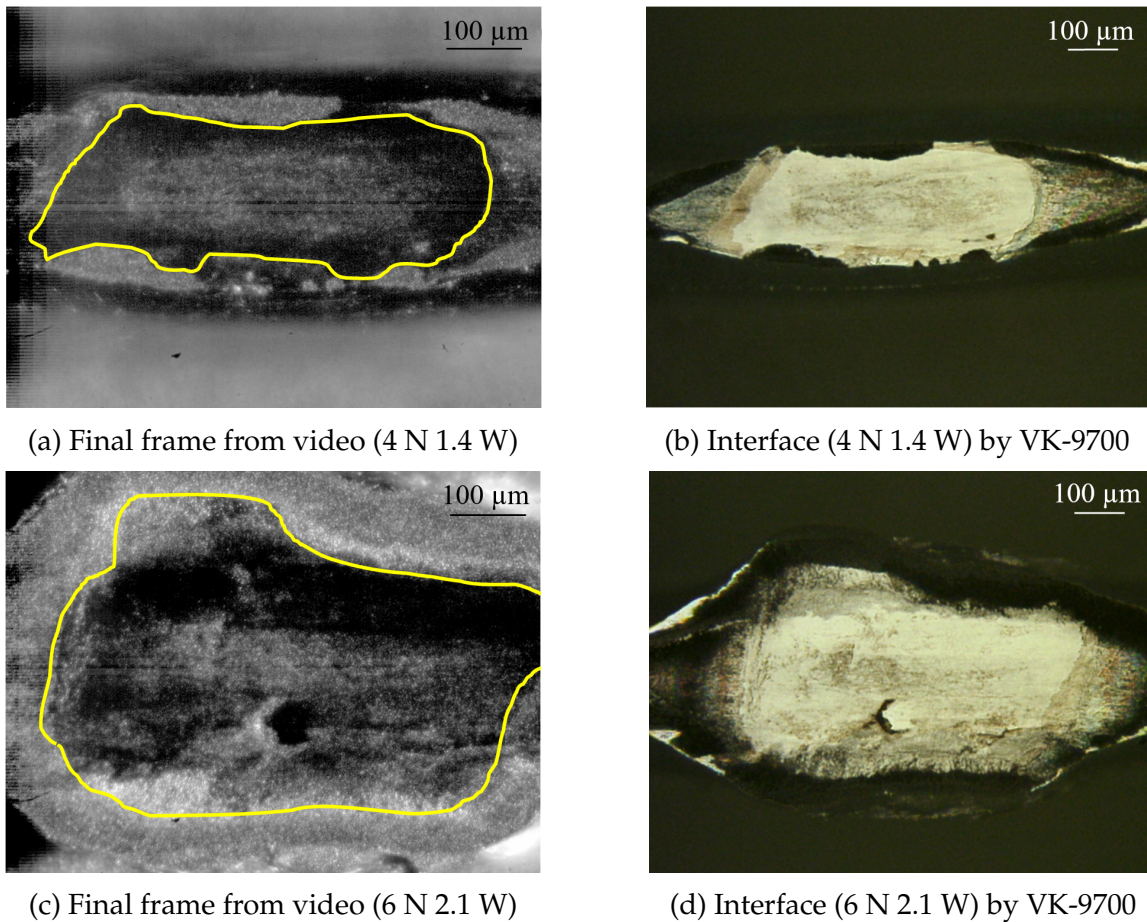 100 µm
100 µm
(a) Final frame from video (4 N 1.4 W)
(b) Interface (4 N 1.4 W) by VK-9700
100 µm
100 µm
(c) Final frame from video (6 N 2.1 W)
(d) Interface (6 N 2.1 W) by VK-9700